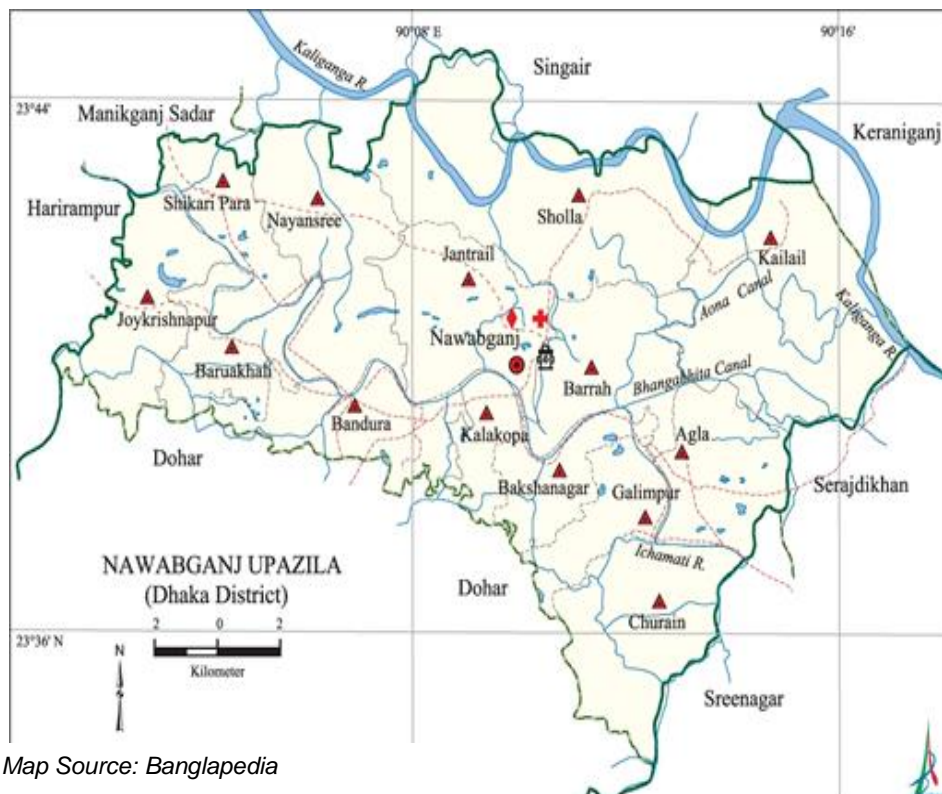 90°08' E
90°16'
Kaliganga R.
Singair
23°44'
Manikganj Sadar
Keraniganj
Harirampur
Shikari Para
Nayansree
Sholla
Kailail
Jantrail
Aona Canal
Joykrishnapur
Nawabganj
Kaliganga R.
Baruakhali
Barrah
Bhangabhita Canal
Bandura
Kalakopa
Agla
Dohar
Bakshanagar
Galimpur
Serajdikhan
NAWABGANJ UPAZILA
(Dhaka District)
Ichamati R.
Dohar
2 0 2
Churain
23°36' N
N
Kilometer
Sreenagar
Map Source: Banglapedia